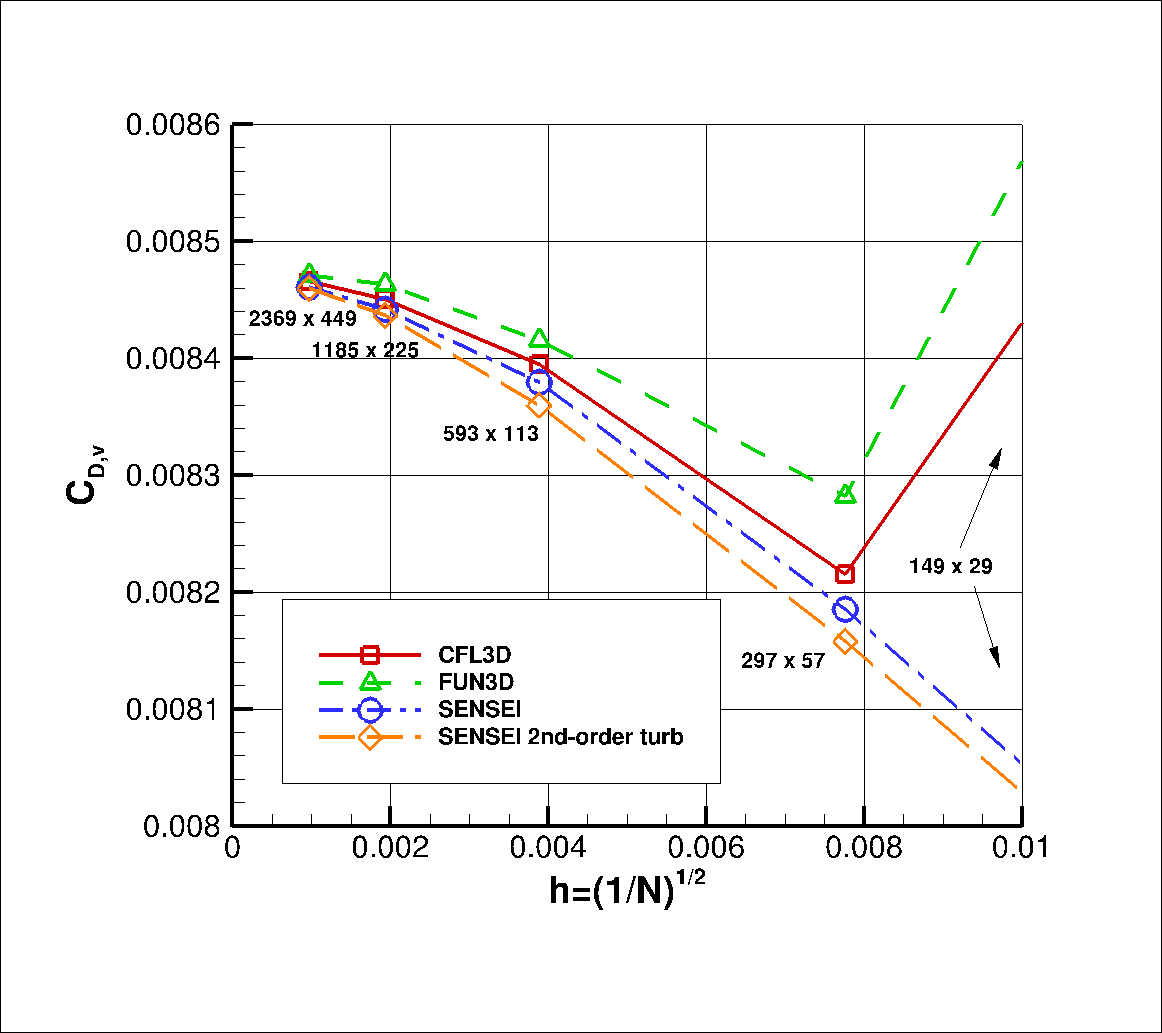 0.0086
0.0085
0.0084
0.0083
0.0082
0.0081
0.008
C_D,v
2369 x 449
1185 x 225
593 x 113
149 x 29
297 x 57
CFL3D
FUN3D
SENSEI
SENSEI 2nd-order turb
0 0.002 0.004 0.006 0.008 0.01
h=(1/N)^1/2